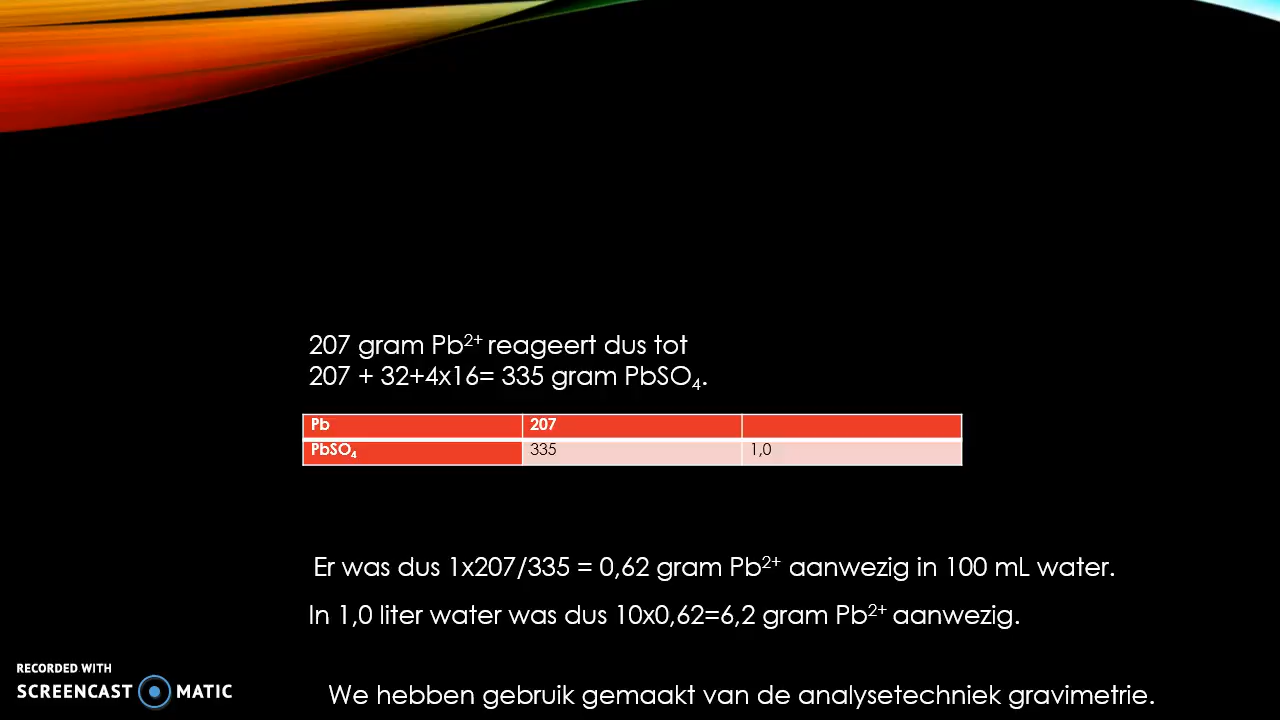 207 gram Pb²⁺ reageert dus tot
207 + 32+4x16= 335 gram PbSO₄.
Pb 207
PbSO₄ 335 1,0
Er was dus 1x207/335 = 0,62 gram Pb²⁺ aanwezig in 100 mL water.
In 1,0 liter water was dus 10x0,62=6,2 gram Pb²⁺ aanwezig.
RECORDED WITH
SCREENCAST MATIC
We hebben gebruik gemaakt van de analysetechniek gravimetrie.